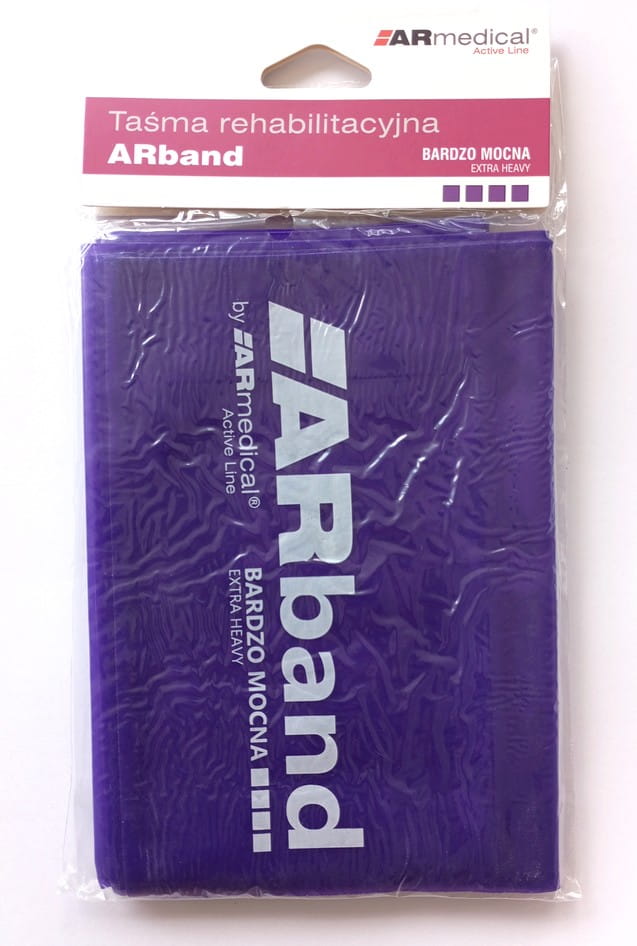 ARmedical®
Active Line
Taśma rehabilitacyjna
ARband
BARDZO MOCNA
EXTRA HEAVY
ARband
by ARmedical®
Active Line
BARDZO MOCNA
EXTRA HEAVY